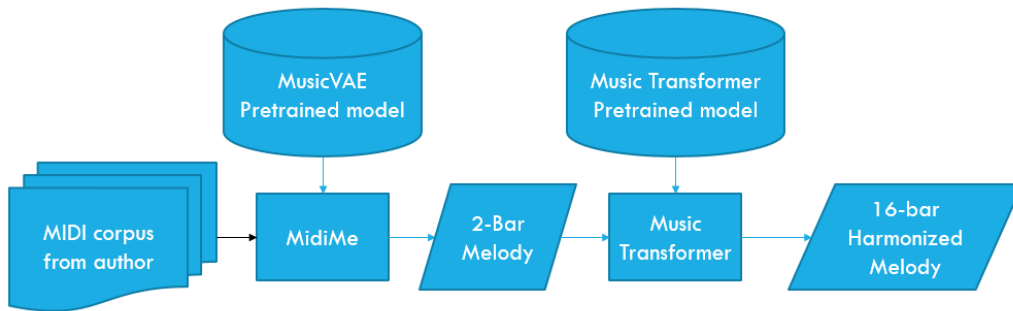 MusicVAE
Pretrained model
Music Transformer
Pretrained model
MIDI corpus
from author
MidiMe
2-Bar
Melody
Music
Transformer
16-bar
Harmonized
Melody